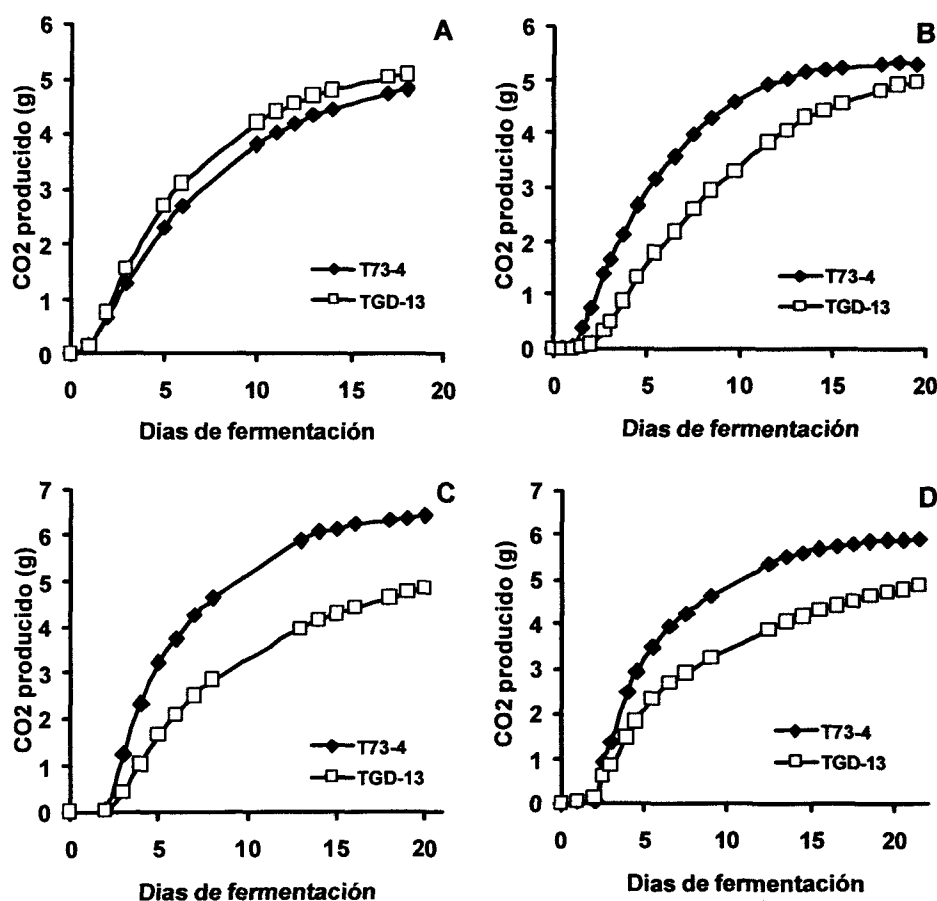 A
CO2 producido (g)
6
5
4
3
2
1
0
T73-4
TGD-13
0 5 10 15 20
Dias de fermentación
B
CO2 producido (g)
6
5
4
3
2
1
0
T73-4
TGD-13
0 5 10 15 20
Dias de fermentación
C
CO2 producido (g)
7
6
5
4
3
2
1
0
T73-4
TGD-13
0 5 10 15 20
Dias de fermentación
D
CO2 producido (g)
7
6
5
4
3
2
1
0
T73-4
TGD-13
0 5 10 15 20
Dias de fermentación